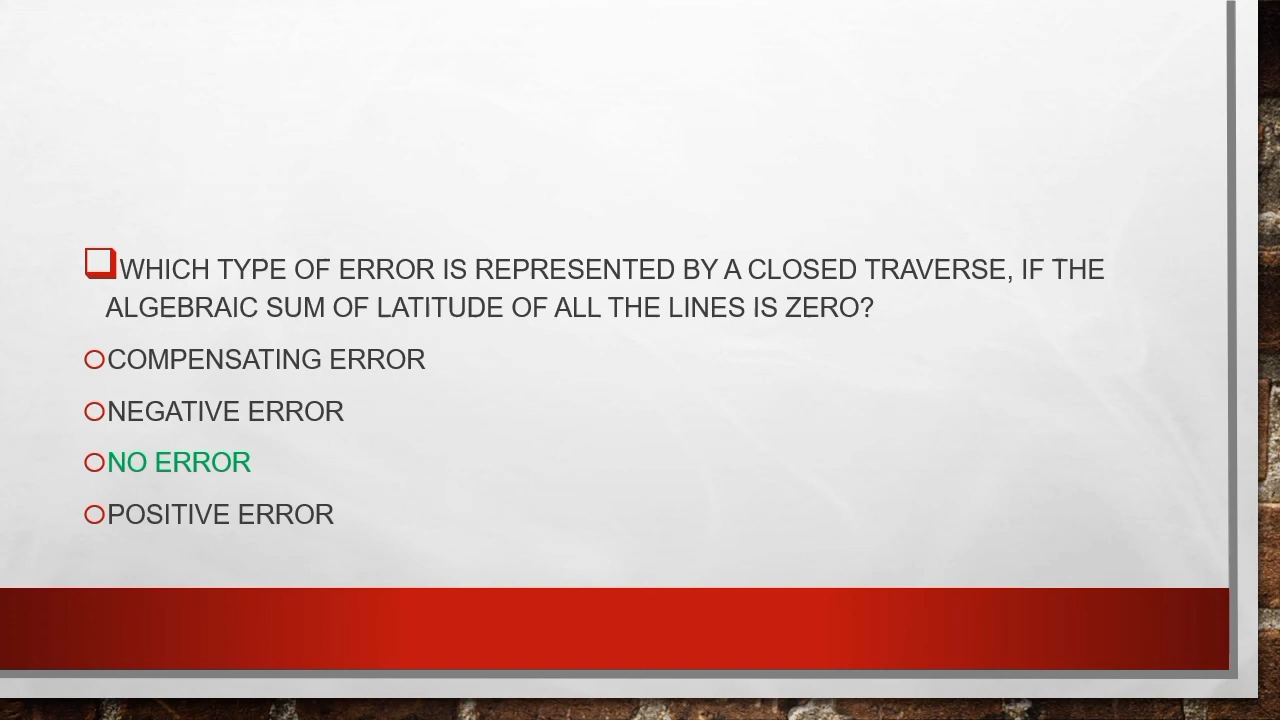 WHICH TYPE OF ERROR IS REPRESENTED BY A CLOSED TRAVERSE, IF THE
ALGEBRAIC SUM OF LATITUDE OF ALL THE LINES IS ZERO?
COMPENSATING ERROR
NEGATIVE ERROR
NO ERROR
POSITIVE ERROR